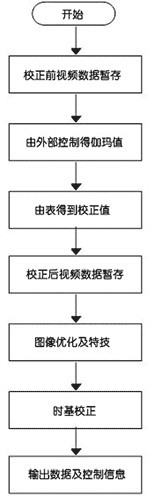 开始
校正前视频数据暂存
由外部控制得伽玛值
由表得到校正值
校正后视频数据暂存
图像优化及特技
时基校正
输出数据及控制信息